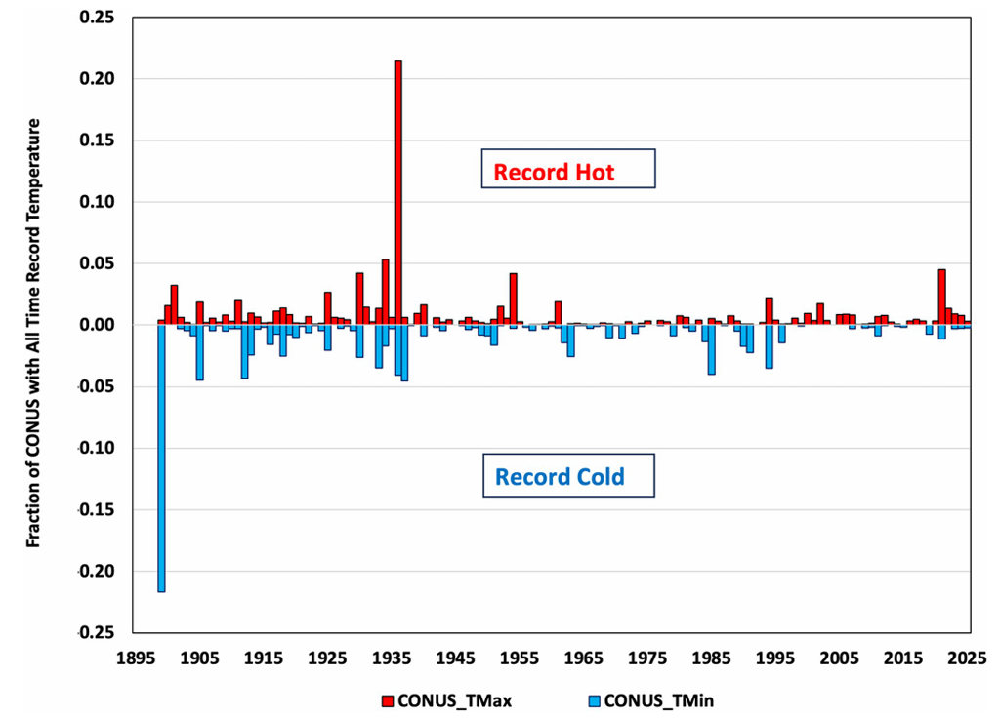 Fraction of CONUS with All Time Record Temperature
0.25
0.20
0.15
0.10
0.05
0.00
-0.05
-0.10
-0.15
-0.20
-0.25
Record Hot
Record Cold
1895 1905 1915 1925 1935 1945 1955 1965 1975 1985 1995 2005 2015 2025
CONUS_TMax CONUS_TMin